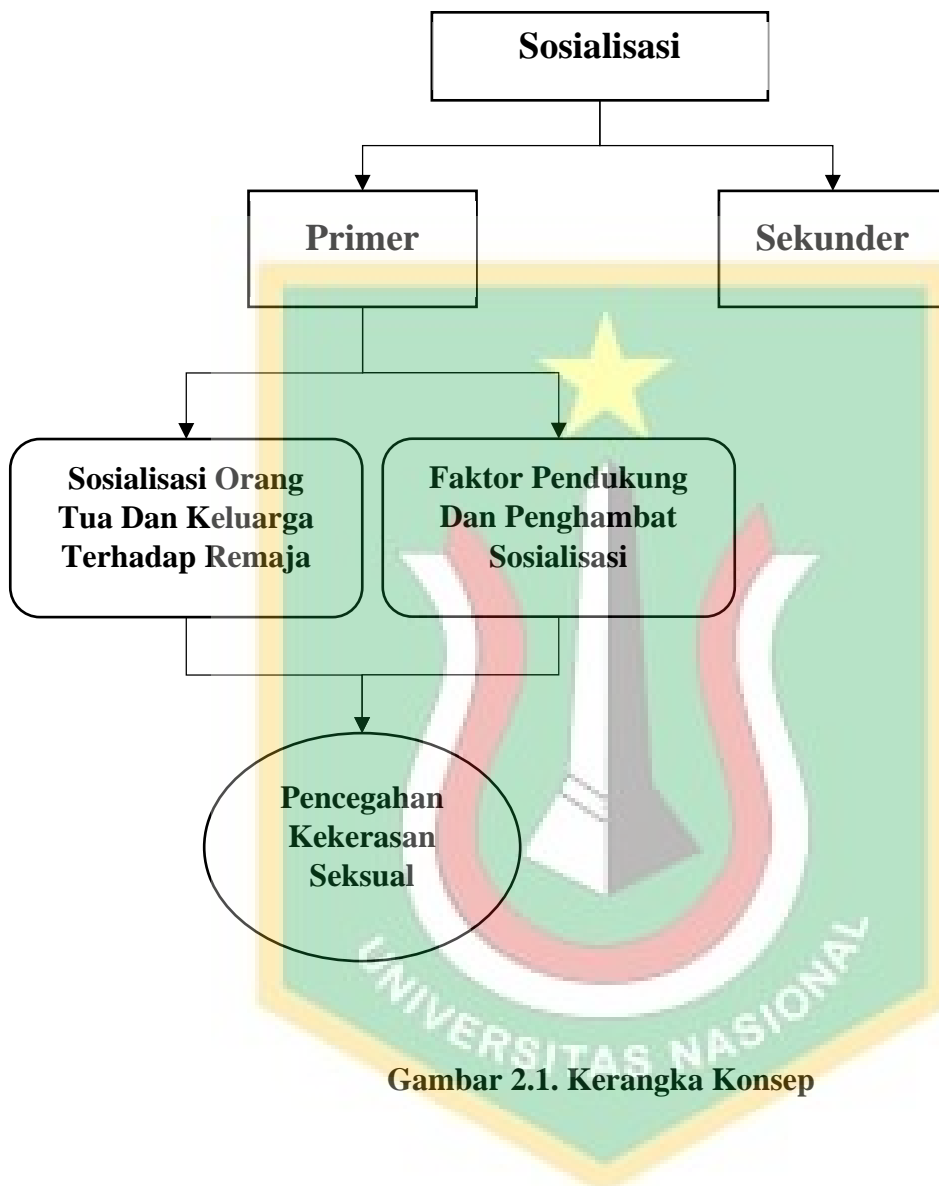 Sosialisasi
Primer
Sekunder
Sosialisasi Orang
Tua Dan Keluarga
Terhadap Remaja
Faktor Pendukung
Dan Penghambat
Sosialisasi
Pencegahan
Kekerasan
Seksual
UNIVERSITAS NASIONAL
Gambar 2.1. Kerangka Konsep